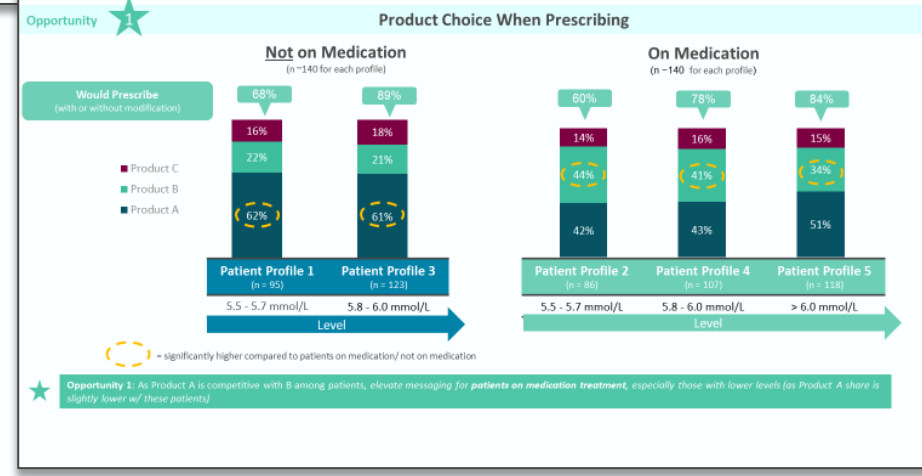 Opportunity 1
Product Choice When Prescribing
Not on Medication
(n ~140 for each profile)
On Medication
(n ~140 for each profile)
Would Prescribe
(with or without modification)
68% 89% 60% 78% 84%
16% 18% 14% 16% 15%
22% 21% 44% 41% 34%
62% 61% 42% 43% 51%
Product C
Product B
Product A
Patient Profile 1 Patient Profile 3 Patient Profile 2 Patient Profile 4 Patient Profile 5
(n = 95) (n = 123) (n = 86) (n = 107) (n = 118)
5.5 - 5.7 mmol/L 5.8 - 6.0 mmol/L 5.5 - 5.7 mmol/L 5.8 - 6.0 mmol/L > 6.0 mmol/L
Level Level
= significantly higher compared to patients on medication/ not on medication
Opportunity 1: As Product A is competitive with B among patients, elevate messaging for patients on medication treatment, especially those with lower levels (as Product A share is
slightly lower w/ these patients)